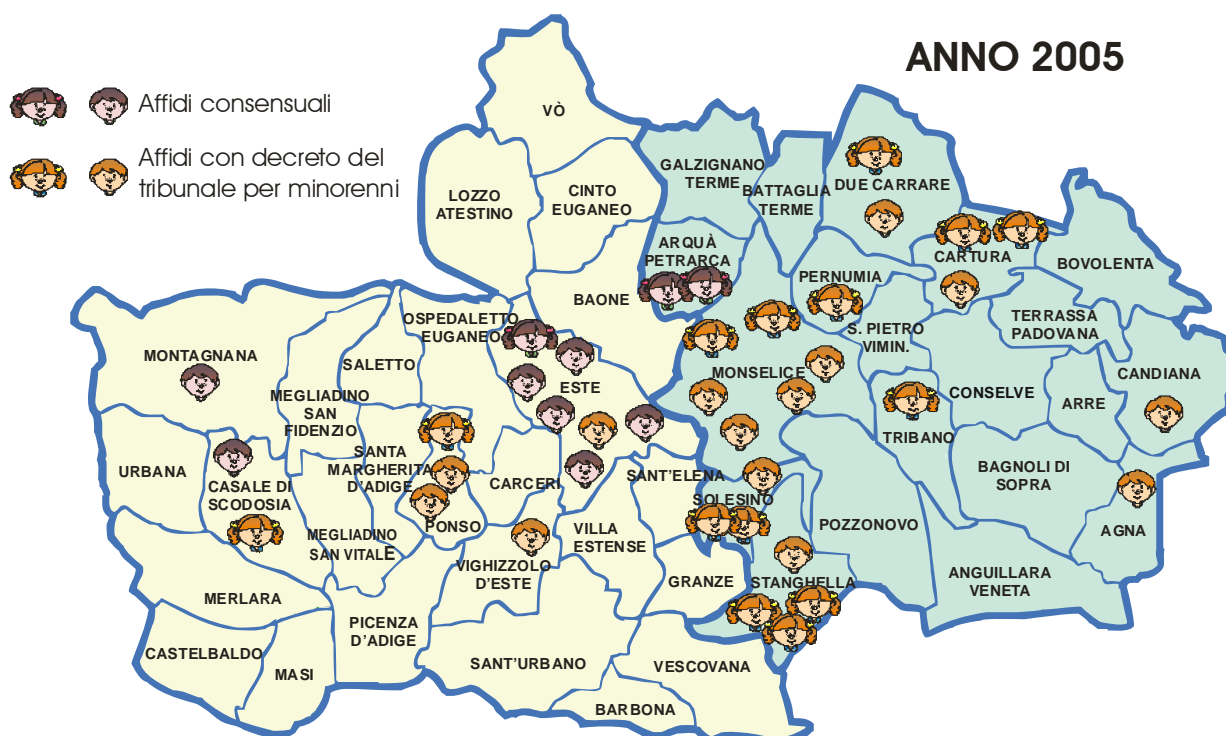 ANNO 2005
Affidi consensuali
Affidi con decreto del
tribunale per minorenni
VÒ
LOZZO
ATESTINO
CINTO
EUGANEO
GALZIGNANO
TERME
BATTAGLIA
TERME
DUE CARRARE
ARQUÀ
PETRARCA
BAONE
PERNUMIA
CARTURA
BOVOLENTA
OSPEDALETTO
EUGANEO
S. PIETRO
VIMIN.
TERRASSA
PADOVANA
MONTAGNANA
SALETTO
ESTE
MONSELICE
CONSELVE
CANDIANA
MEGLIADINO
SAN
FIDENZIO
ARRE
TRIBANO
URBANA
SANTA
MARGHERITA
D'ADIGE
CASALE DI
SCODOSIA
CARCERI
SANT'ELENA
BAGNOLI DI
SOPRA
SOLESINO
POZZONOVO
AGNA
PONSO
MEGLIADINO
SAN VITALE
VILLA
ESTENSE
VIGHIZZOLO
D'ESTE
GRANZE
STANGHELLA
ANGUILLARA
VENETA
MERLARA
PICENZA
D'ADIGE
CASTELBALDO
MASI
SANT'URBANO
VESCOVANA
BARBONA